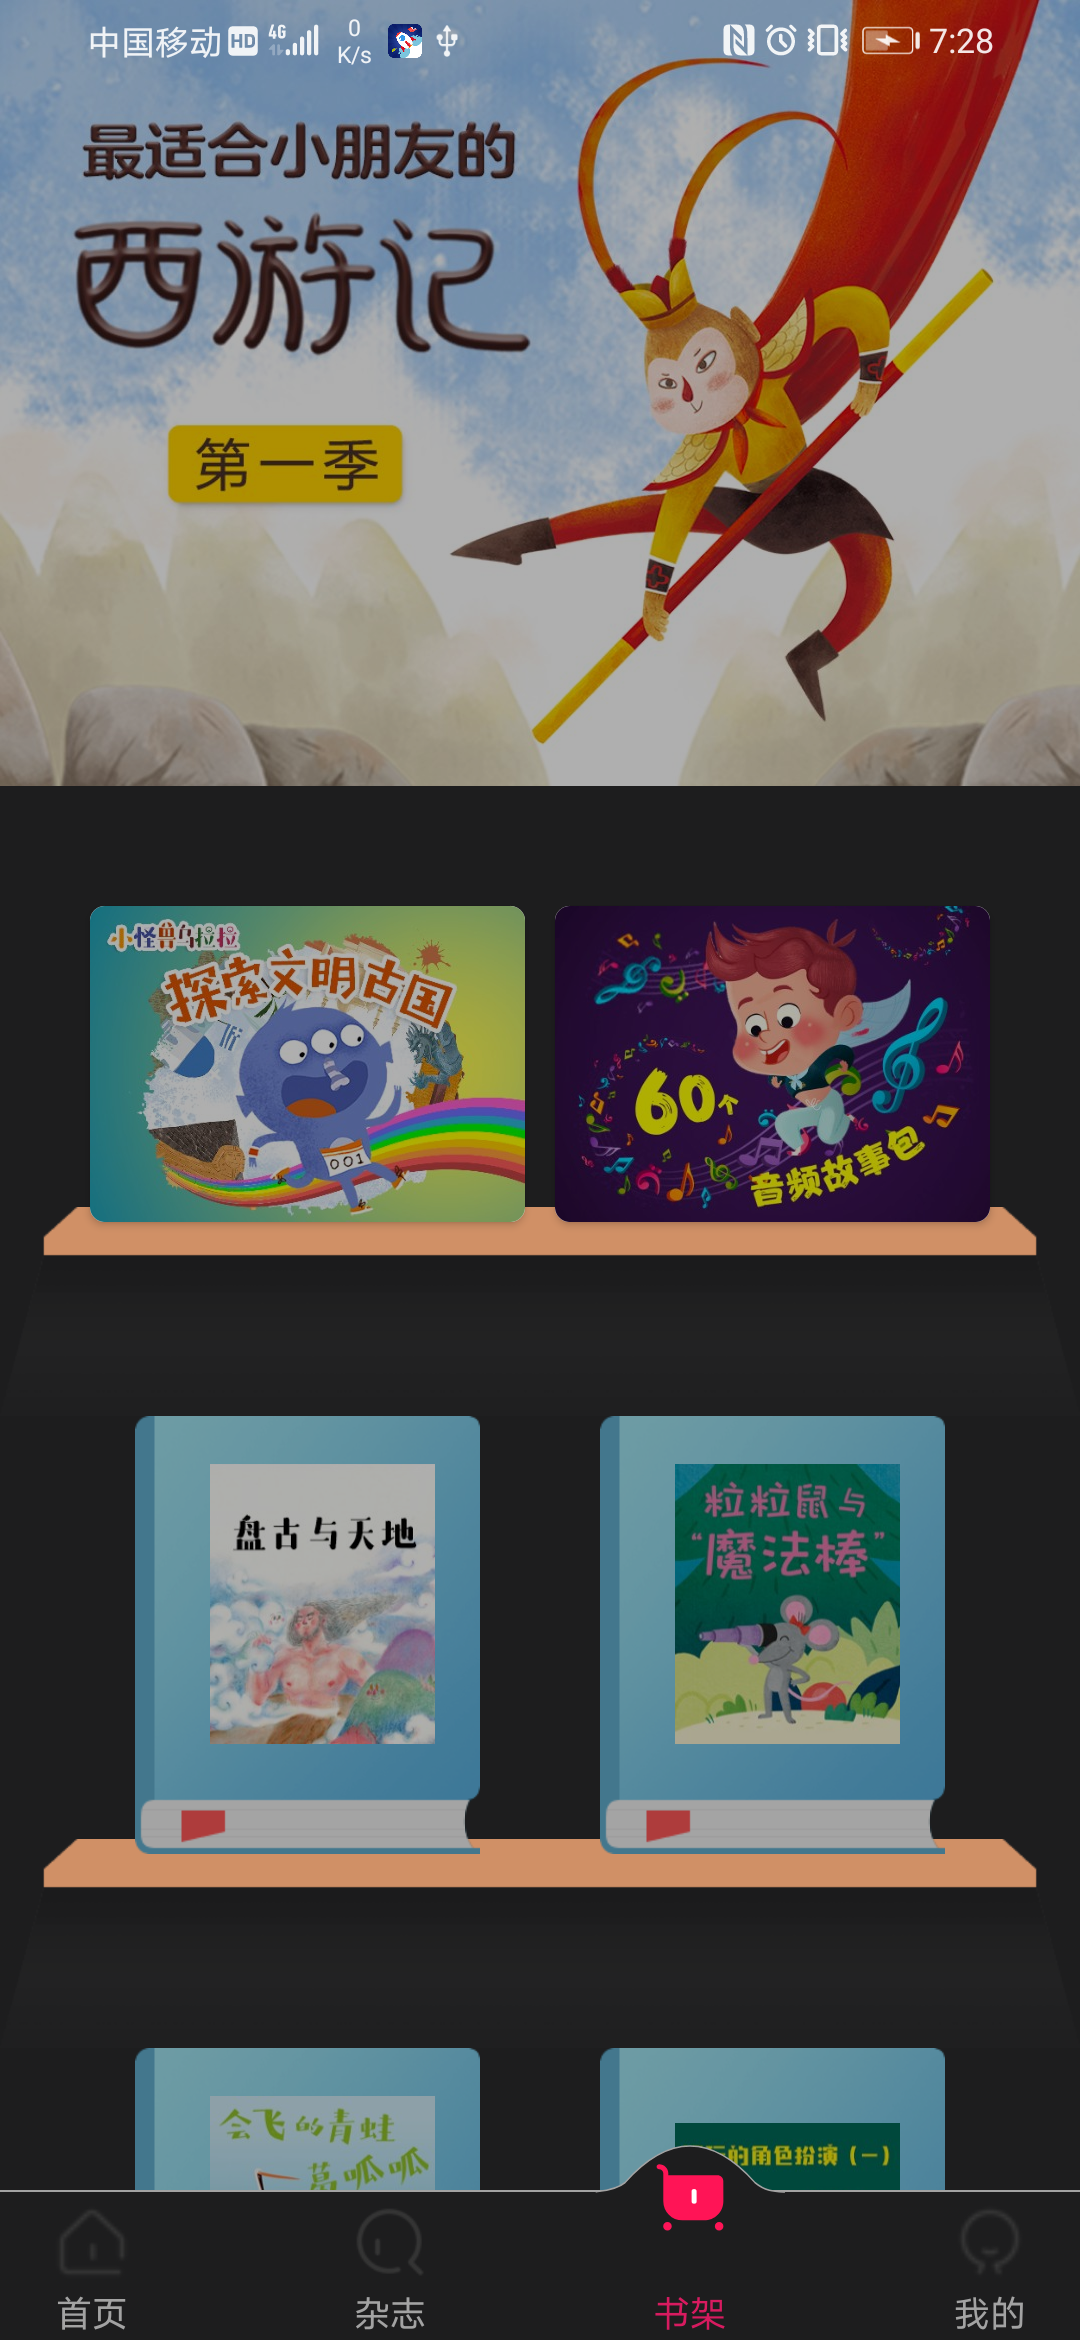 中国移动 HD 4G 0 K/s 7:28
最适合小朋友的
西游记
第一季
小怪兽乌拉拉
探索文明古国
001
60个
音频故事包
盘古与天地
粒粒鼠与
“魔法棒”
会飞的青蛙
葛呱呱
的角色扮演（一）
首页 杂志 书架 我的